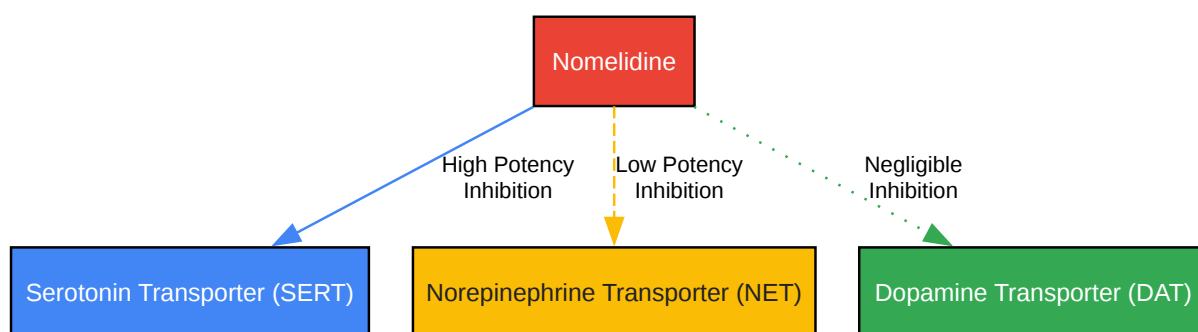 Nomelidine
High Potency
Inhibition
Low Potency
Inhibition
Negligible
Inhibition
Serotonin Transporter (SERT)
Norepinephrine Transporter (NET)
Dopamine Transporter (DAT)